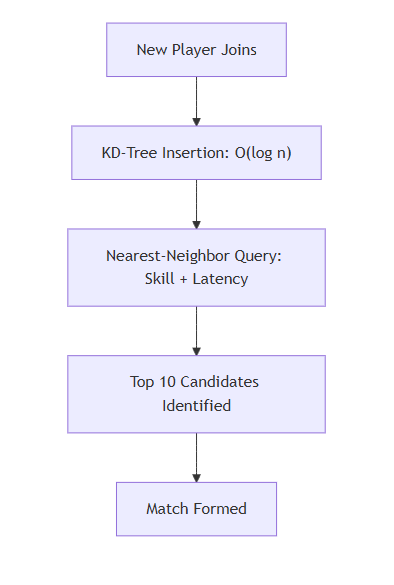 New Player Joins
KD-Tree Insertion: O(log n)
Nearest-Neighbor Query:
Skill + Latency
Top 10 Candidates
Identified
Match Formed